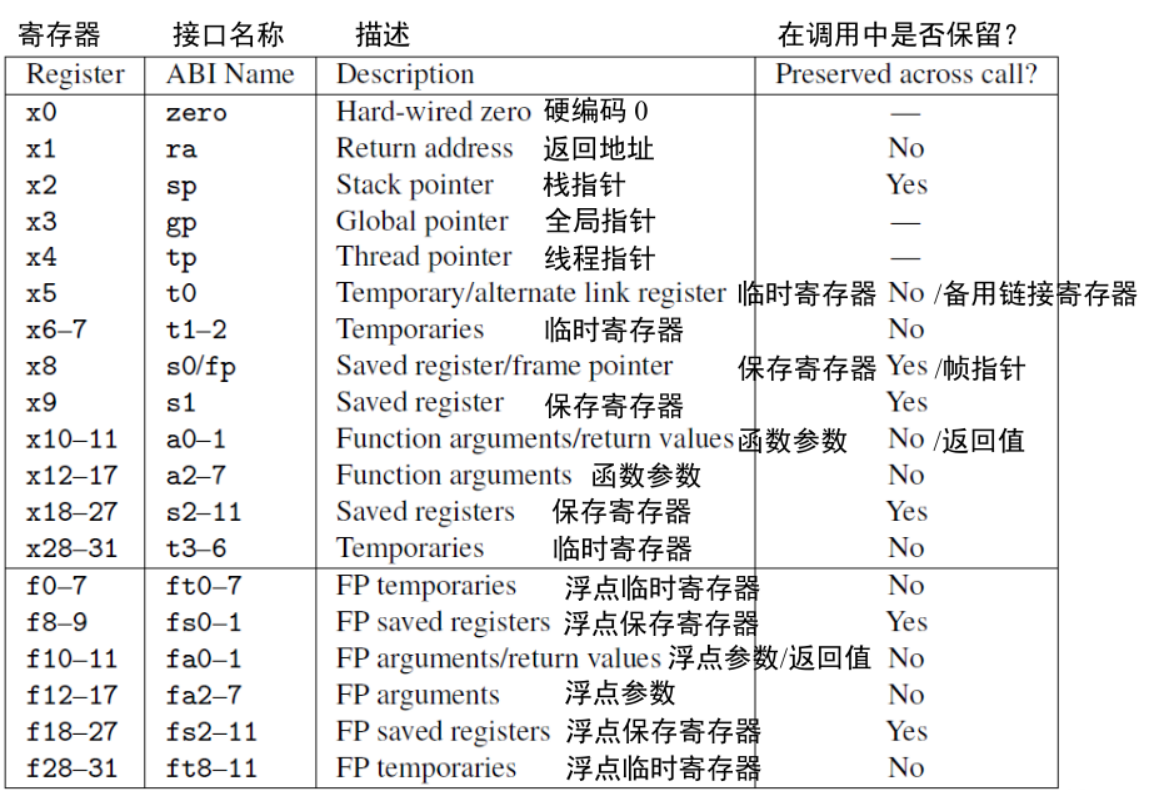 寄存器 接口名称 描述 在调用中是否保留？
Register ABI Name Description Preserved across call?
x0 zero Hard-wired zero 硬编码 0 —
x1 ra Return address 返回地址 No
x2 sp Stack pointer 栈指针 Yes
x3 gp Global pointer 全局指针 —
x4 tp Thread pointer 线程指针 —
x5 t0 Temporary/alternate link register 临时寄存器 No /备用链接寄存器
x6–7 t1–2 Temporaries 临时寄存器 No
x8 s0/fp Saved register/frame pointer 保存寄存器 Yes /帧指针
x9 s1 Saved register 保存寄存器 Yes
x10–11 a0–1 Function arguments/return values 函数参数 No /返回值
x12–17 a2–7 Function arguments 函数参数 No
x18–27 s2–11 Saved registers 保存寄存器 Yes
x28–31 t3–6 Temporaries 临时寄存器 No
f0–7 ft0–7 FP temporaries 浮点临时寄存器 No
f8–9 fs0–1 FP saved registers 浮点保存寄存器 Yes
f10–11 fa0–1 FP arguments/return values 浮点参数/返回值 No
f12–17 fa2–7 FP arguments 浮点参数 No
f18–27 fs2–11 FP saved registers 浮点保存寄存器 Yes
f28–31 ft8–11 FP temporaries 浮点临时寄存器 No